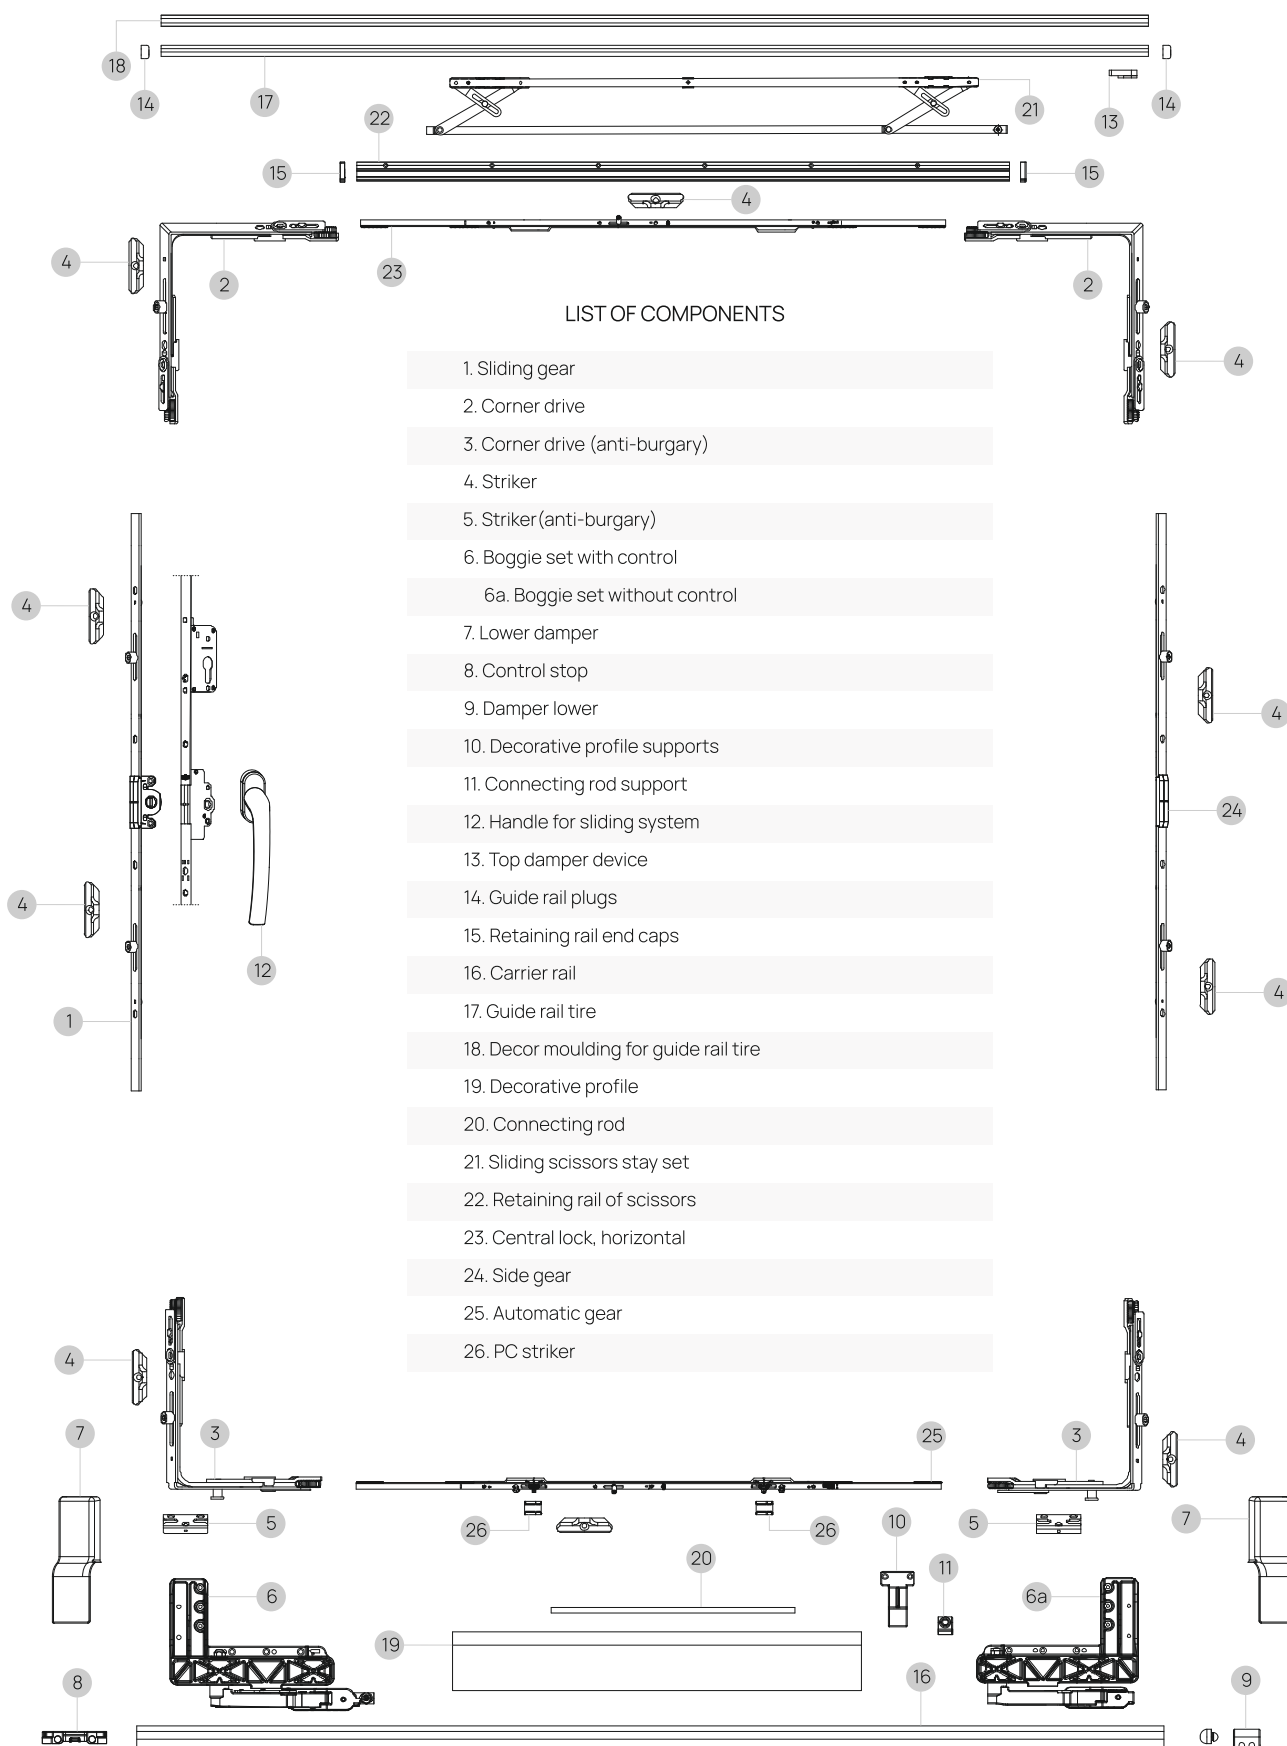 18
14
17
21
13
14
22
15
15
4
4
2
23
2
4
LIST OF COMPONENTS
1. Sliding gear
2. Corner drive
3. Corner drive (anti-burgary)
4. Striker
5. Striker(anti-burgary)
6. Boggie set with control
6a. Boggie set without control
7. Lower damper
8. Control stop
9. Damper lower
10. Decorative profile supports
11. Connecting rod support
12. Handle for sliding system
13. Top damper device
14. Guide rail plugs
15. Retaining rail end caps
16. Carrier rail
17. Guide rail tire
18. Decor moulding for guide rail tire
19. Decorative profile
20. Connecting rod
21. Sliding scissors stay set
22. Retaining rail of scissors
23. Central lock, horizontal
24. Side gear
25. Automatic gear
26. PC striker
4
4
24
4
12
4
1
4
7
3
25
3
4
5
26
26
10
5
7
20
11
6
6a
19
8
16
9